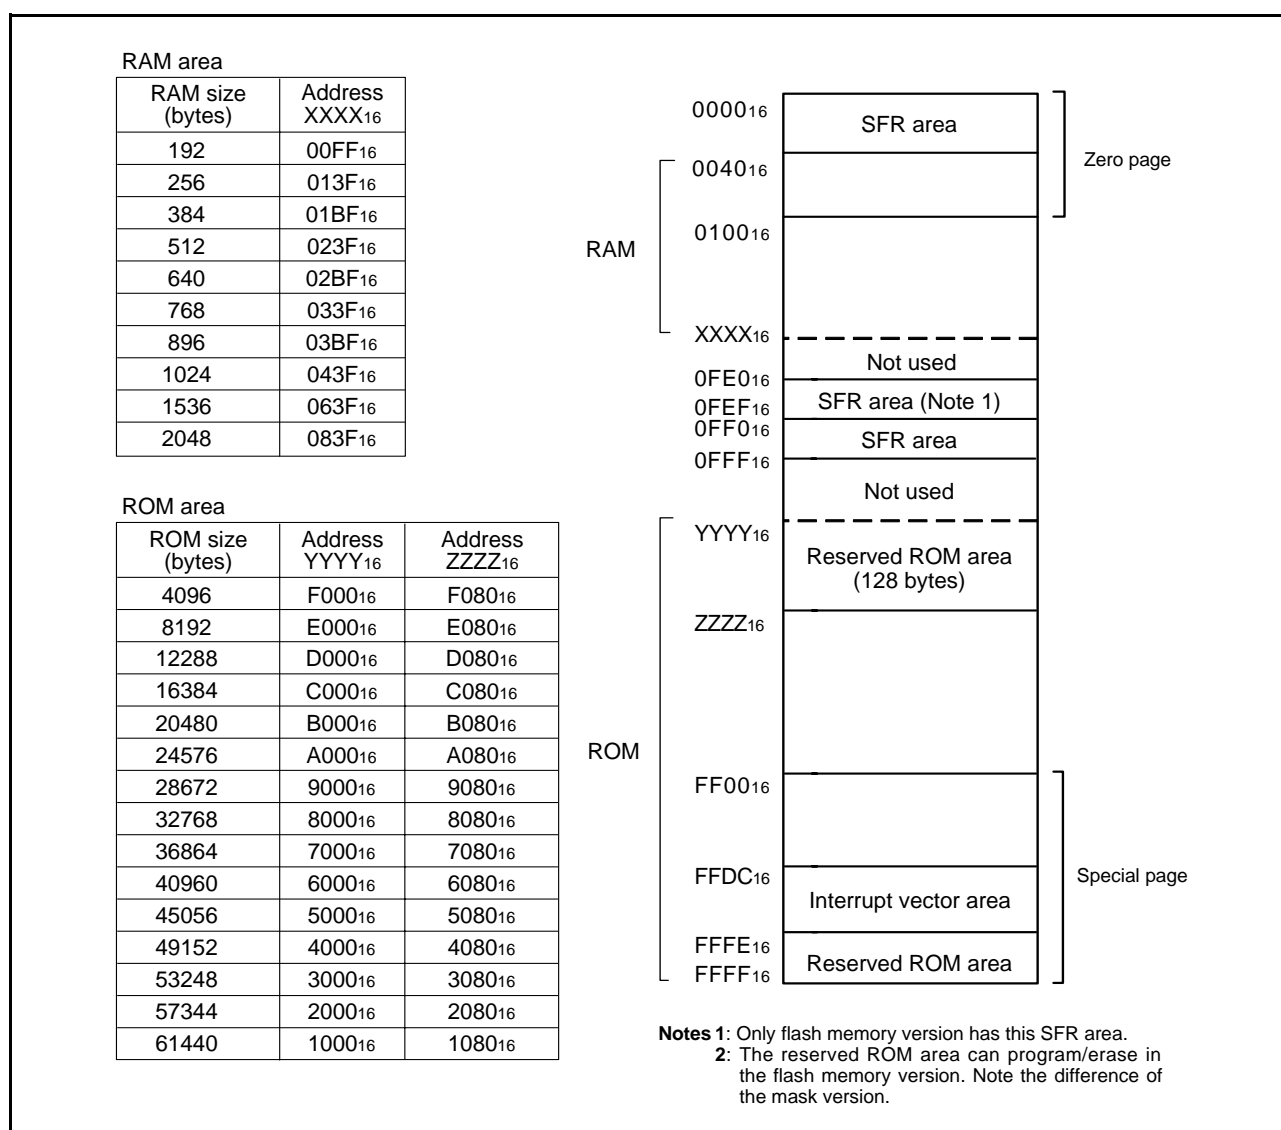 RAM area
RAM size (bytes) Address XXXX16
192 00FF16
256 013F16
384 01BF16
512 023F16
640 02BF16
768 033F16
896 03BF16
1024 043F16
1536 063F16
2048 083F16
ROM area
ROM size (bytes) Address YYYY16 Address ZZZZ16
4096 F00016 F08016
8192 E00016 E08016
12288 D00016 D08016
16384 C00016 C08016
20480 B00016 B08016
24576 A00016 A08016
28672 900016 908016
32768 800016 808016
36864 700016 708016
40960 600016 608016
45056 500016 508016
49152 400016 408016
53248 300016 308016
57344 200016 208016
61440 100016 108016
000016
SFR area
Zero page
004016
010016
RAM
XXXX16
Not used
0FE016
SFR area (Note 1)
0FEF16
0FF016
SFR area
0FFF16
Not used
YYYY16
Reserved ROM area
(128 bytes)
ZZZZ16
ROM
FF0016
FFDC16
Special page
Interrupt vector area
FFFE16
Reserved ROM area
FFFF16
Notes 1: Only flash memory version has this SFR area.
2: The reserved ROM area can program/erase in
the flash memory version. Note the difference of
the mask version.